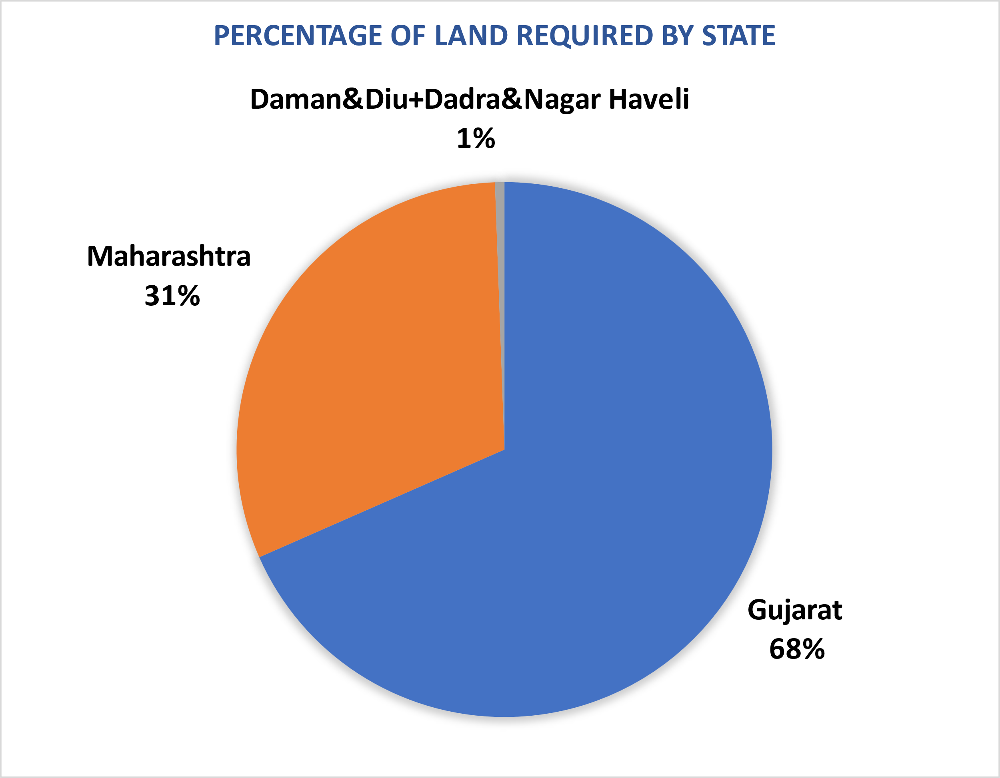 PERCENTAGE OF LAND REQUIRED BY STATE
Daman&Diu+Dadra&Nagar Haveli
1%
Maharashtra
31%
Gujarat
68%